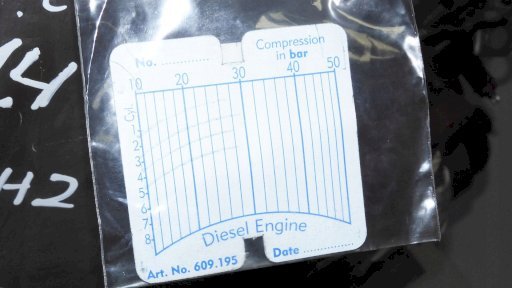 No. ..............
Compression
in bar
10 20 30 40 50
Cyl.
1
2
3
4
5
6
7
8
Diesel Engine
Art. No. 609.195
Date ..............
H2